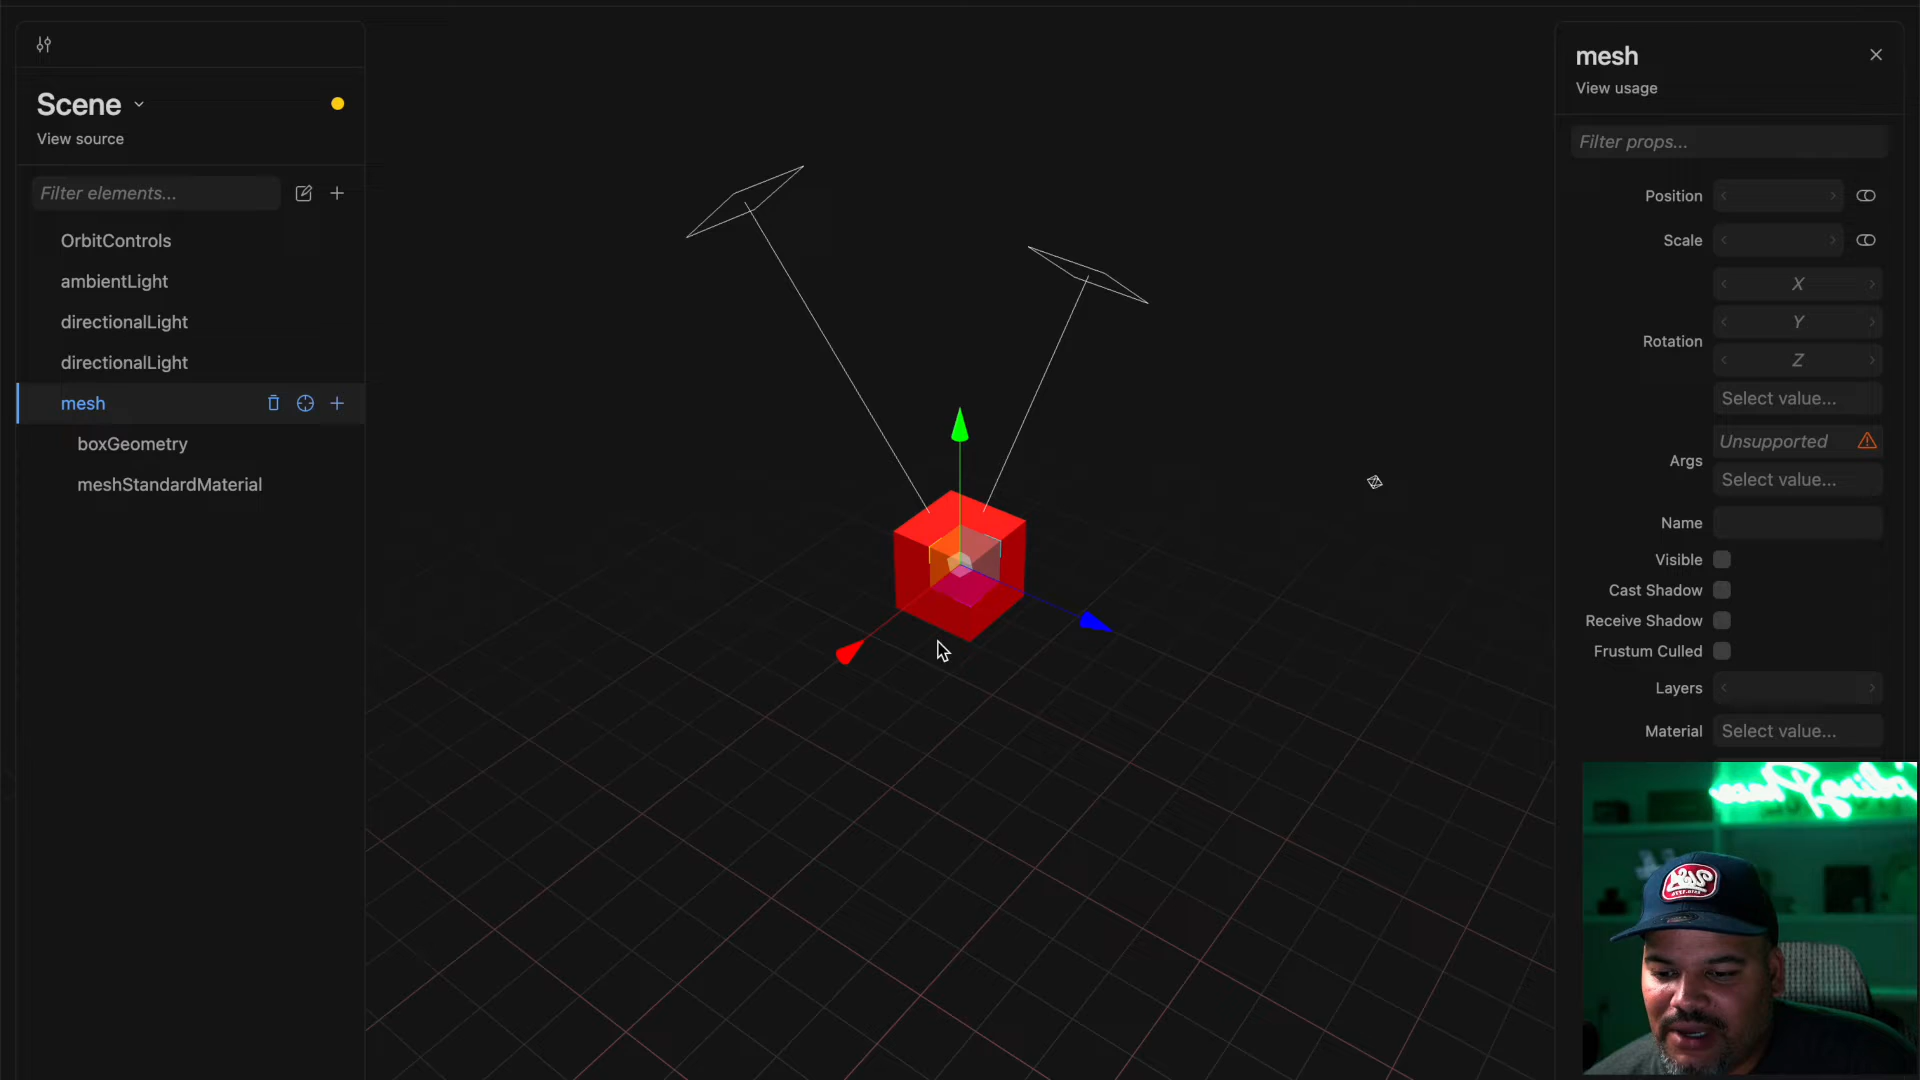 Scene
View source
Filter elements...
OrbitControls
ambientLight
directionalLight
directionalLight
mesh
boxGeometry
meshStandardMaterial
mesh
View usage
Filter props...
Position
Scale
X
Rotation
Y
Z
Select value...
Args
Unsupported
Select value...
Name
Visible
Cast Shadow
Receive Shadow
Frustum Culled
Layers
Material
Select value...